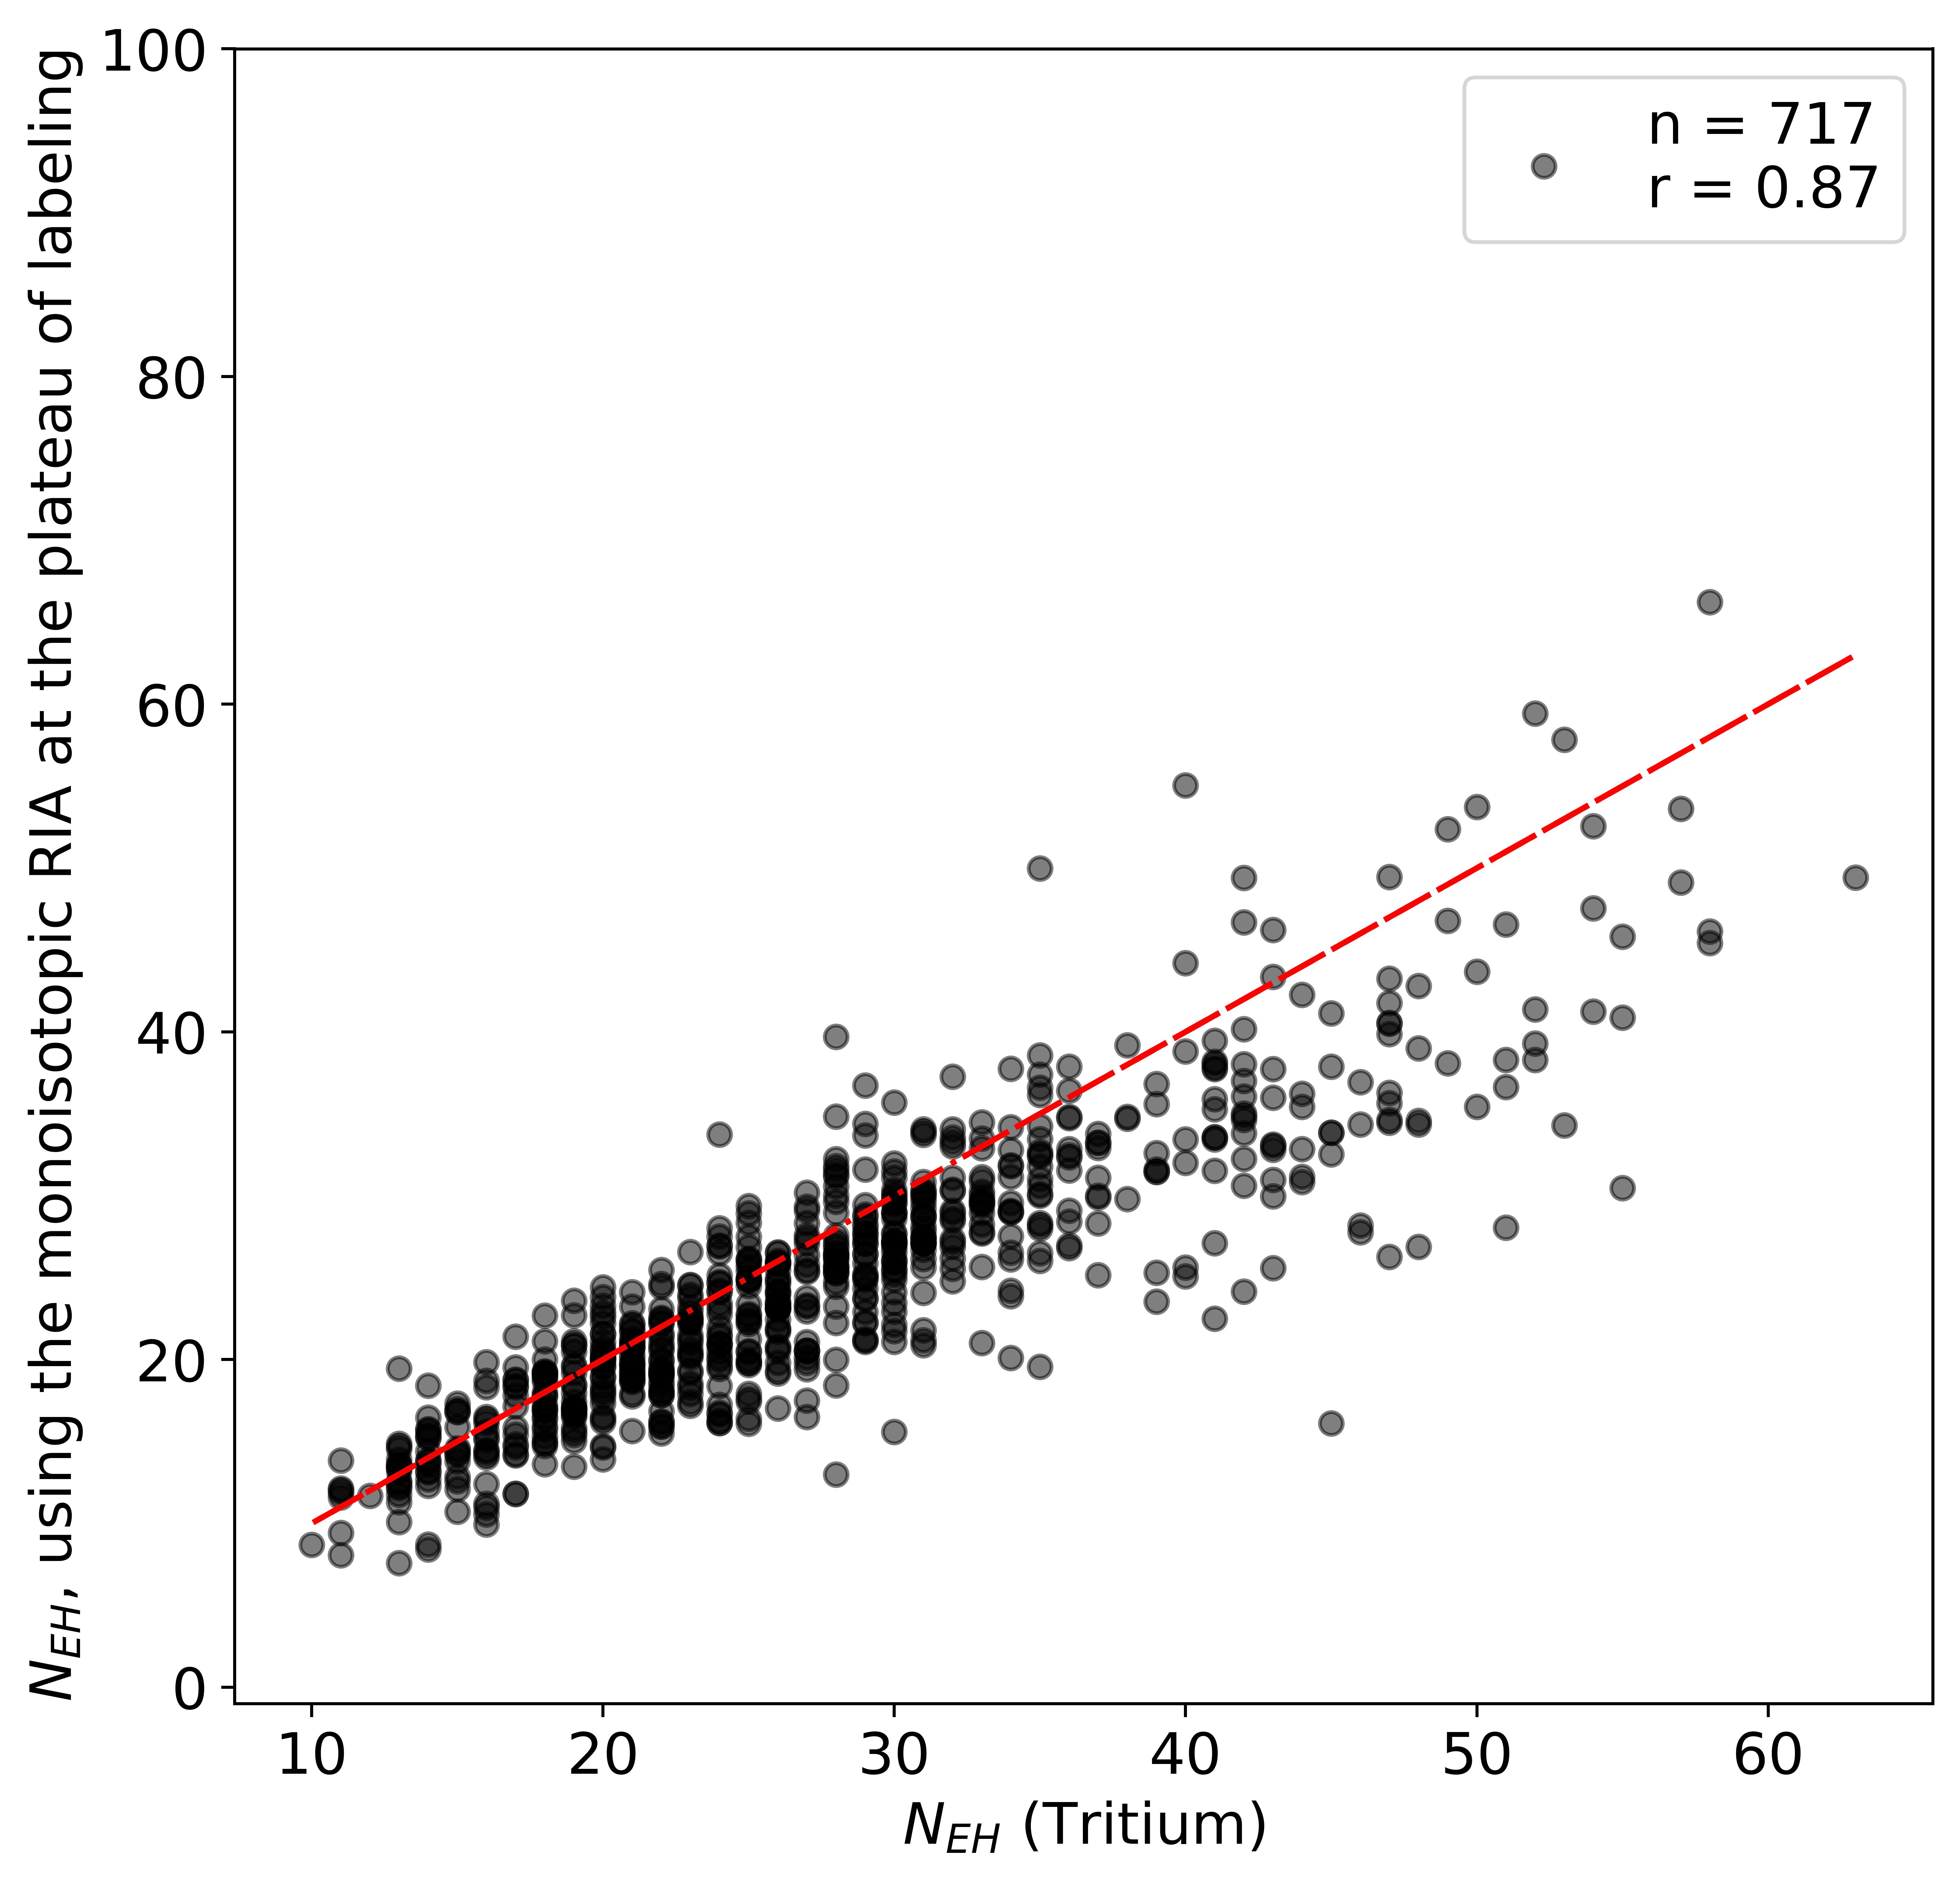 N_EH, using the monoisotopic RIA at the plateau of labeling
100
80
60
40
20
0
n = 717
r = 0.87
10 20 30 40 50 60
N_EH (Tritium)